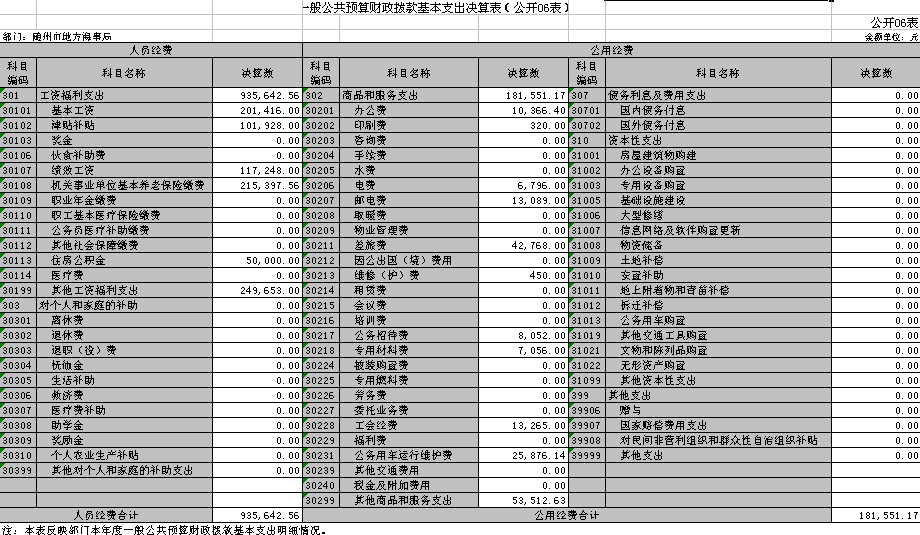 一般公共预算财政拨款基本支出决算表（公开06表）
公开06表
部门：随州市地方海事局 金额单位：元
人员经费 公用经费
科目编码 科目名称 决算数 科目编码 科目名称 决算数 科目编码 科目名称 决算数
301 工资福利支出 935,642.56 302 商品和服务支出 181,551.17 307 债务利息及费用支出 0.00
30101 基本工资 201,416.00 30201 办公费 10,366.40 30701 国内债务付息 0.00
30102 津贴补贴 101,928.00 30202 印刷费 320.00 30702 国外债务付息 0.00
30103 奖金 0.00 30203 咨询费 0.00 310 资本性支出 0.00
30106 伙食补助费 0.00 30204 手续费 0.00 31001 房屋建筑物购建 0.00
30107 绩效工资 117,248.00 30205 水费 0.00 31002 办公设备购置 0.00
30108 机关事业单位基本养老保险缴费 215,397.56 30206 电费 6,796.00 31003 专用设备购置 0.00
30109 职业年金缴费 0.00 30207 邮电费 13,089.00 31005 基础设施建设 0.00
30110 职工基本医疗保险缴费 0.00 30208 取暖费 0.00 31006 大型修缮 0.00
30111 公务员医疗补助缴费 0.00 30209 物业管理费 0.00 31007 信息网络及软件购置更新 0.00
30112 其他社会保障缴费 0.00 30211 差旅费 42,768.00 31008 物资储备 0.00
30113 住房公积金 50,000.00 30212 因公出国（境）费用 0.00 31009 土地补偿 0.00
30114 医疗费 0.00 30213 维修（护）费 450.00 31010 安置补助 0.00
30199 其他工资福利支出 249,653.00 30214 租赁费 0.00 31011 地上附着物和青苗补偿 0.00
303 对个人和家庭的补助 0.00 30215 会议费 0.00 31012 拆迁补偿 0.00
30301 离休费 0.00 30216 培训费 0.00 31013 公务用车购置 0.00
30302 退休费 0.00 30217 公务招待费 8,052.00 31019 其他交通工具购置 0.00
30303 退职（役）费 0.00 30218 专用材料费 7,056.00 31021 文物和陈列品购置 0.00
30304 抚恤金 0.00 30224 被装购置费 0.00 31022 无形资产购置 0.00
30305 生活补助 0.00 30225 专用燃料费 0.00 31099 其他资本性支出 0.00
30306 救济费 0.00 30226 劳务费 0.00 399 其他支出 0.00
30307 医疗费补助 0.00 30227 委托业务费 0.00 39906 赠与 0.00
30308 助学金 0.00 30228 工会经费 13,265.00 39907 国家赔偿费用支出 0.00
30309 奖励金 0.00 30229 福利费 0.00 39908 对民间非营利组织和群众性自治组织补贴 0.00
30310 个人农业生产补贴 0.00 30231 公务用车运行维护费 25,876.14 39999 其他支出 0.00
30399 其他对个人和家庭的补助支出 0.00 30239 其他交通费用 0.00
30240 税金及附加费用 0.00
30299 其他商品和服务支出 53,512.63
人员经费合计 935,642.56 公用经费合计 181,551.17
注：本表反映部门本年度一般公共预算财政拨款基本支出明细情况。